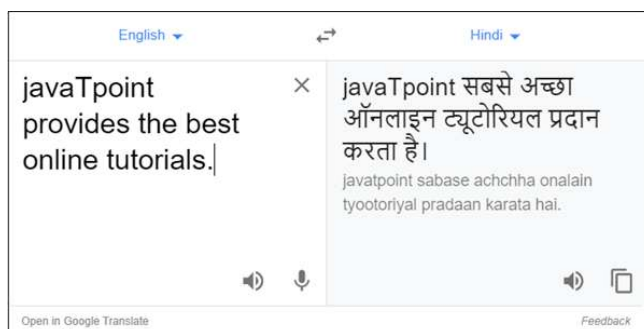 English
Hindi
javaTpoint
provides the best
online tutorials.
javaTpoint सबसे अच्छा
ऑनलाइन ट्यूटोरियल प्रदान
करता है।
javatpoint sabase achchha onalain
tyootoriyal pradaan karata hai.
Open in Google Translate
Feedback